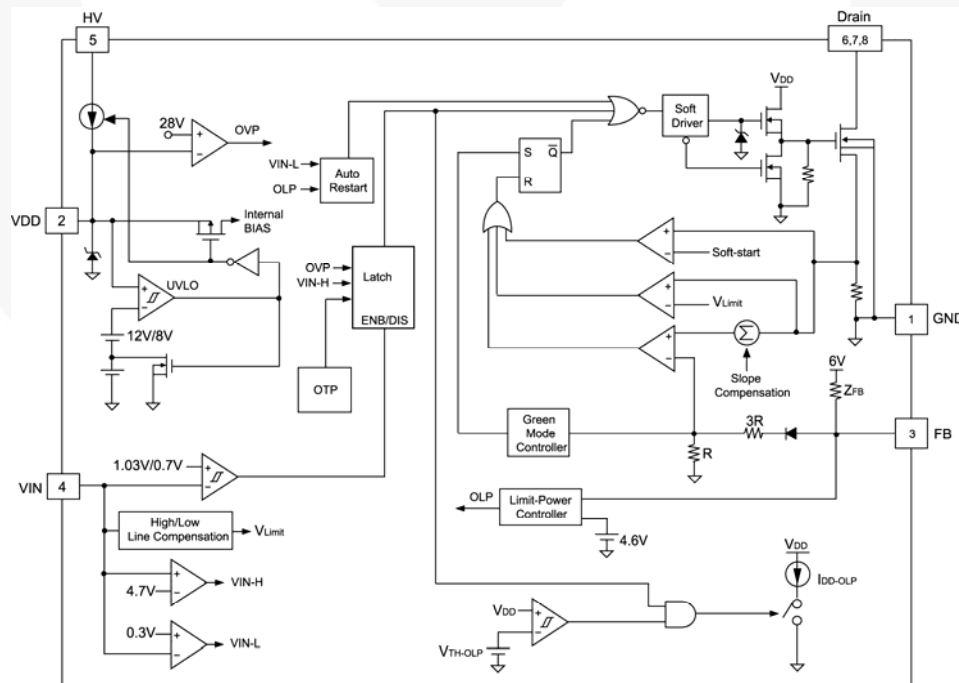 HV
5
Drain
6,7,8
VDD
28V
OVP
+
−
VIN-L
OLP
Auto
Restart
S
Q
R
Soft
Driver
VDD
2
Internal
BIAS
+
−
Soft-start
UVLO
+
−
12V/8V
OVP
VIN-H
Latch
ENB/DIS
+
−
VLimit
1
GND
+
−
Σ
Slope
Compensation
OTP
6V
ZFB
Green
Mode
Controller
3R
R
3
FB
VIN
4
1.03V/0.7V
+
−
High/Low
Line Compensation
VLimit
OLP
Limit-Power
Controller
4.6V
4.7V
+
−
VIN-H
0.3V
+
−
VIN-L
VDD
+
−
VTH-OLP
VDD
IDD-OLP